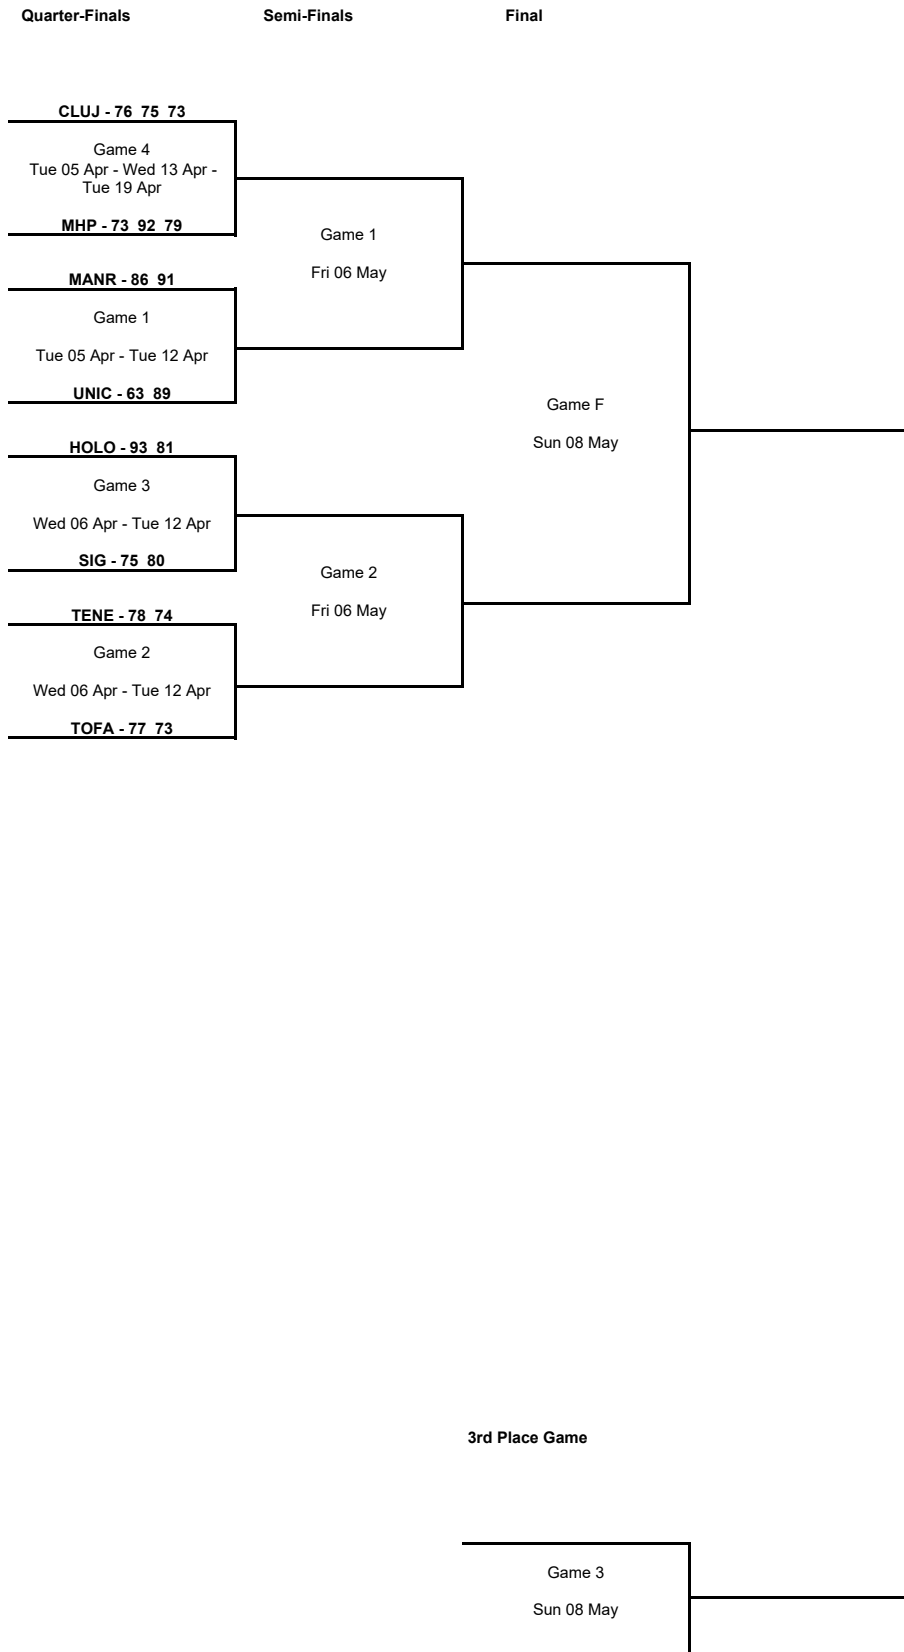 Quarter-Finals Semi-Finals Final
CLUJ - 76 75 73
Game 4
Tue 05 Apr - Wed 13 Apr -
Tue 19 Apr
MHP - 73 92 79
MANR - 86 91
Game 1
Tue 05 Apr - Tue 12 Apr
UNIC - 63 89
HOLO - 93 81
Game 3
Wed 06 Apr - Tue 12 Apr
SIG - 75 80
TENE - 78 74
Game 2
Wed 06 Apr - Tue 12 Apr
TOFA - 77 73
Game 1
Fri 06 May
Game 2
Fri 06 May
Game F
Sun 08 May
3rd Place Game
Game 3
Sun 08 May